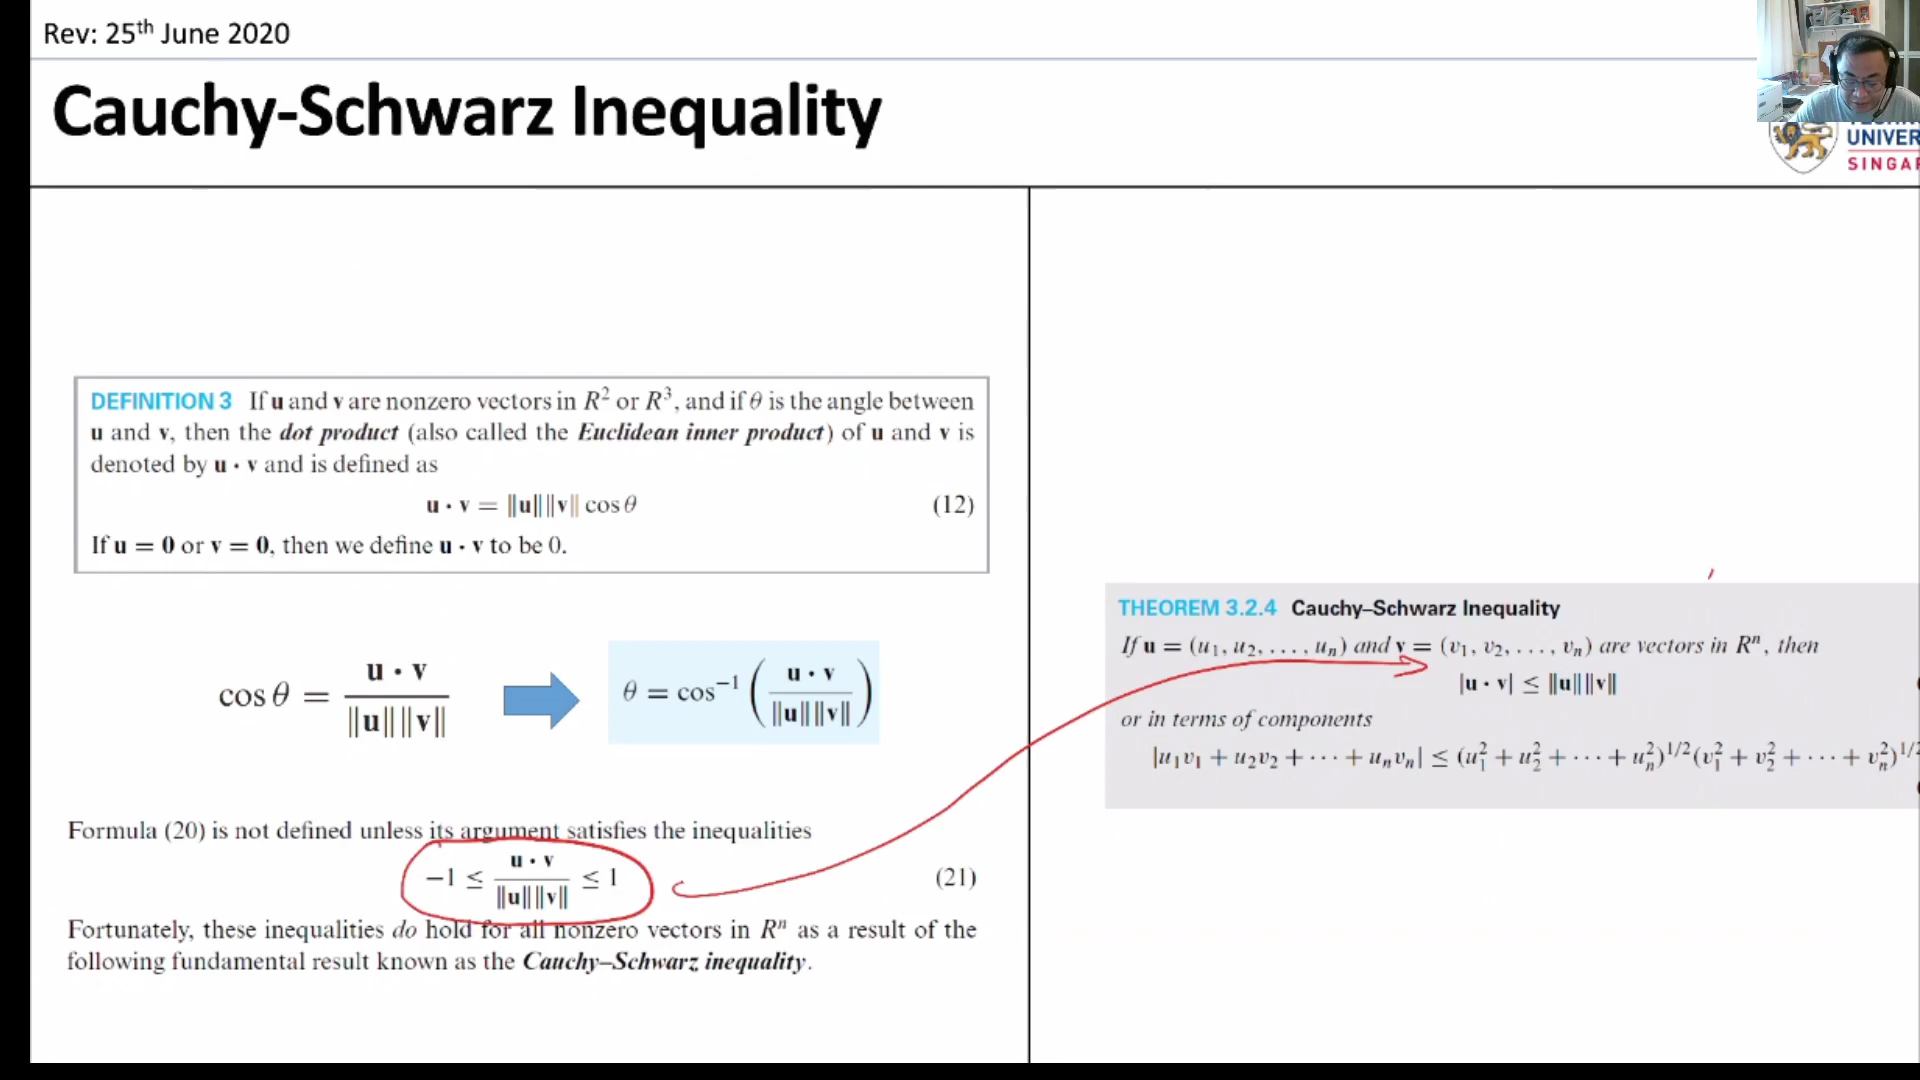 Rev: 25th June 2020
Cauchy-Schwarz Inequality
UNIVER
SINGA
DEFINITION 3 If u and v are nonzero vectors in R² or R³, and if θ is the angle between
u and v, then the dot product (also called the Euclidean inner product) of u and v is
denoted by u · v and is defined as
u · v = ‖u‖‖v‖ cos θ (12)
If u = 0 or v = 0, then we define u · v to be 0.
cos θ = u · v / ‖u‖‖v‖
θ = cos⁻¹ (u · v / ‖u‖‖v‖)
Formula (20) is not defined unless its argument satisfies the inequalities
−1 ≤ u · v / ‖u‖‖v‖ ≤ 1 (21)
Fortunately, these inequalities do hold for all nonzero vectors in Rⁿ as a result of the
following fundamental result known as the Cauchy–Schwarz inequality.
THEOREM 3.2.4 Cauchy–Schwarz Inequality
If u = (u₁, u₂, . . . , uₙ) and v = (v₁, v₂, . . . , vₙ) are vectors in Rⁿ, then
|u · v| ≤ ‖u‖‖v‖
or in terms of components
|u₁v₁ + u₂v₂ + · · · + uₙvₙ| ≤ (u₁² + u₂² + · · · + uₙ²)^1/2 (v₁² + v₂² + · · · + vₙ²)^1/2